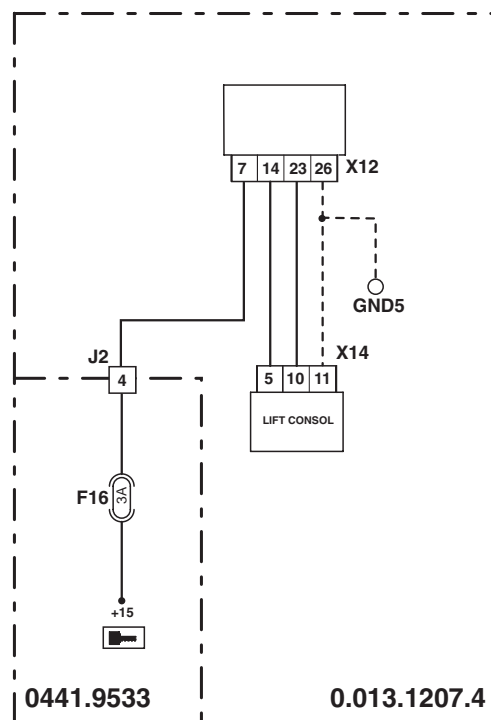 7 14 23 26 X12
GND5
J2
4
X14
5 10 11
LIFT CONSOL
F16
3A
+15
0441.9533
0.013.1207.4